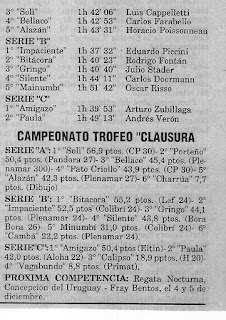 3° "Soli" 1h 42' 06" Luis Cappelletti
4° "Bellaco" 1h 42' 53" Carlos Farabello
5° "Alazán" 1h 43' 31" Horacio Poissonneau
SERIE "B"
1° "Impaciente" 1h 37' 32" Eduardo Piccini
2° "Bitácora" 1h 40' 23" Rodrigo Fontán
3° "Gringo" 1h 40' 40" Julio Stader
4° "Silente" 1h 44' 11" Carlos Doormann
5° "Mainumbí" 1h 51' 42" Oscar Risso
SERIE "C"
1° "Amigazo" 1h 35' 53" Arturo Zubillaga
2° "Paula" 1h 49' 13" Andrés Verón
CAMPEONATO TROFEO "CLAUSURA
SERIE "A": 1° "Soli" 56,9 ptos. (CP 30)- 2° "Porteño"
50,4 ptos. (Pandora 27)- 3° "Bellaco" 45,4 ptos. (Ple-
namar 300)- 4° "Pato Criollo" 43,9 ptos. (CP 30)- 5°
"Alazán" 42,3 ptos. (Plenamar 27)- 6° "Charrúa" 7,7
ptos. (Dibujo)
SERIE "B": 1° "Bitácora" 55,2 ptos. (Lef 24)- 2°
"Impaciente" 52,5 ptos. (Colibrí 24)- 3° "Gringo" 44,1
ptos. (Plenamar 24)- 4° "Silente" 43,8 ptos. (Bora
Bora 26)- 5° Minumbí 31,0 ptos. (Colibrí 24)-
6° "Cambá" 22,2 ptos. (Plenamar 24).
SERIE "C": 1° "Amigazo" 50,4 ptos (Eitin)- 2° "Paula"
42,0 ptos. (Aloha 22)- 3° "Calipso" 18,9 pptos. (H 20)-
4° "Vagabundo" 8,8 ptos. (Primat).
PROXIMA COMPETENCIA: Regata Nocturna,
Concepción del Uruguay - Fray Bentos, el 4 y 5 de
diciembre.